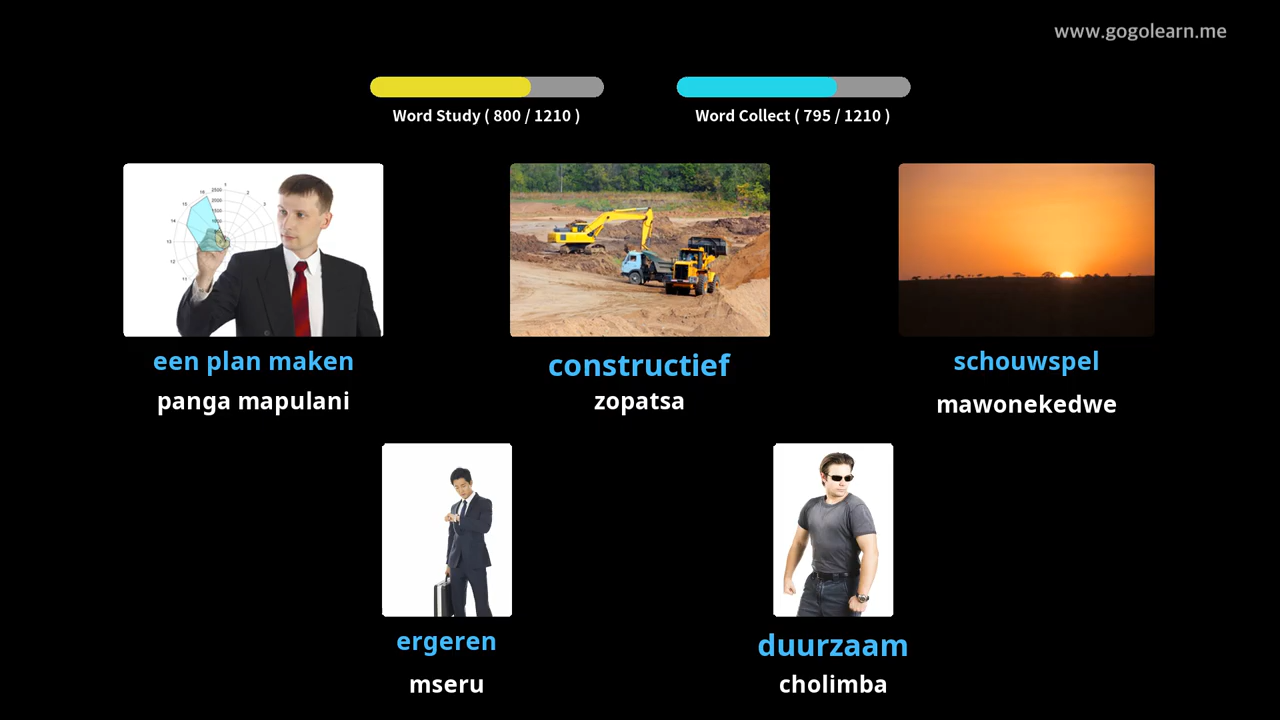 www.gogolearn.me
Word Study ( 800 / 1210 )
Word Collect ( 795 / 1210 )
een plan maken
panga mapulani
constructief
zopatsa
schouwspel
mawonekedwe
ergeren
mseru
duurzaam
cholimba